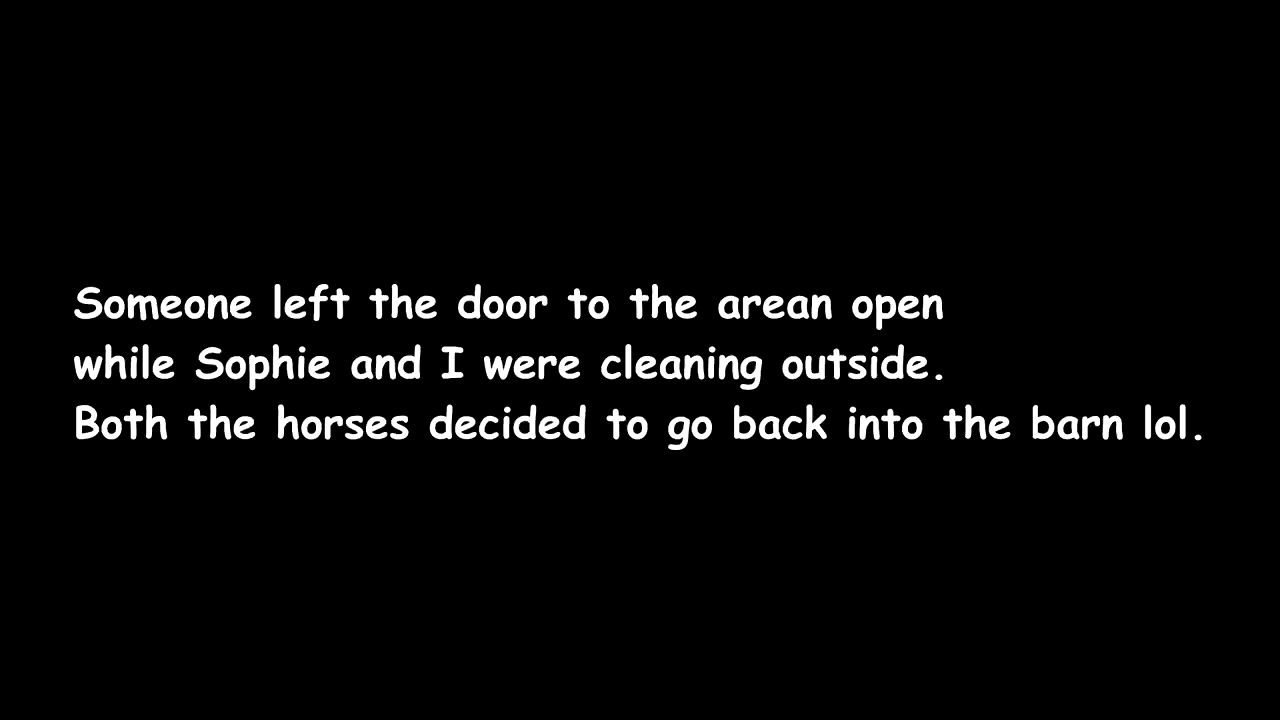 Someone left the door to the arean open
while Sophie and I were cleaning outside.
Both the horses decided to go back into the barn lol.